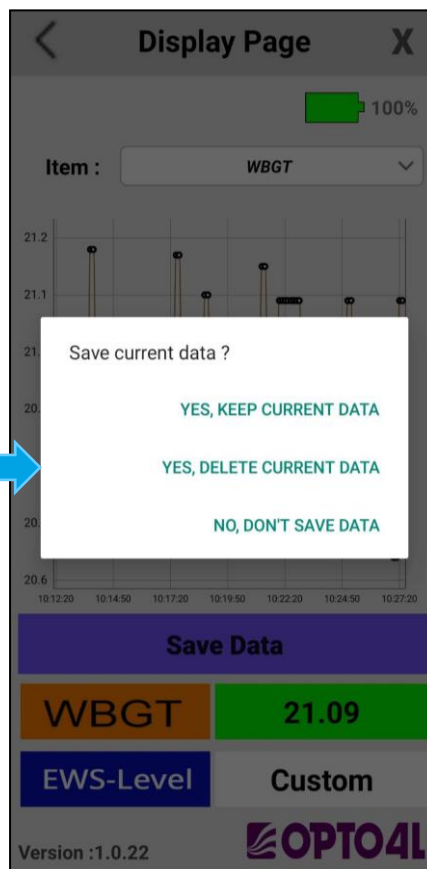 Display Page X
100%
Item : WBGT
21.2
21.1
21.
Save current data ?
20.
YES, KEEP CURRENT DATA
YES, DELETE CURRENT DATA
20.
NO, DON'T SAVE DATA
20.6
10:12:20 10:14:50 10:17:20 10:19:50 10:22:20 10:24:50 10:27:20
Save Data
WBGT 21.09
EWS-Level Custom
Version :1.0.22 OPTO4L